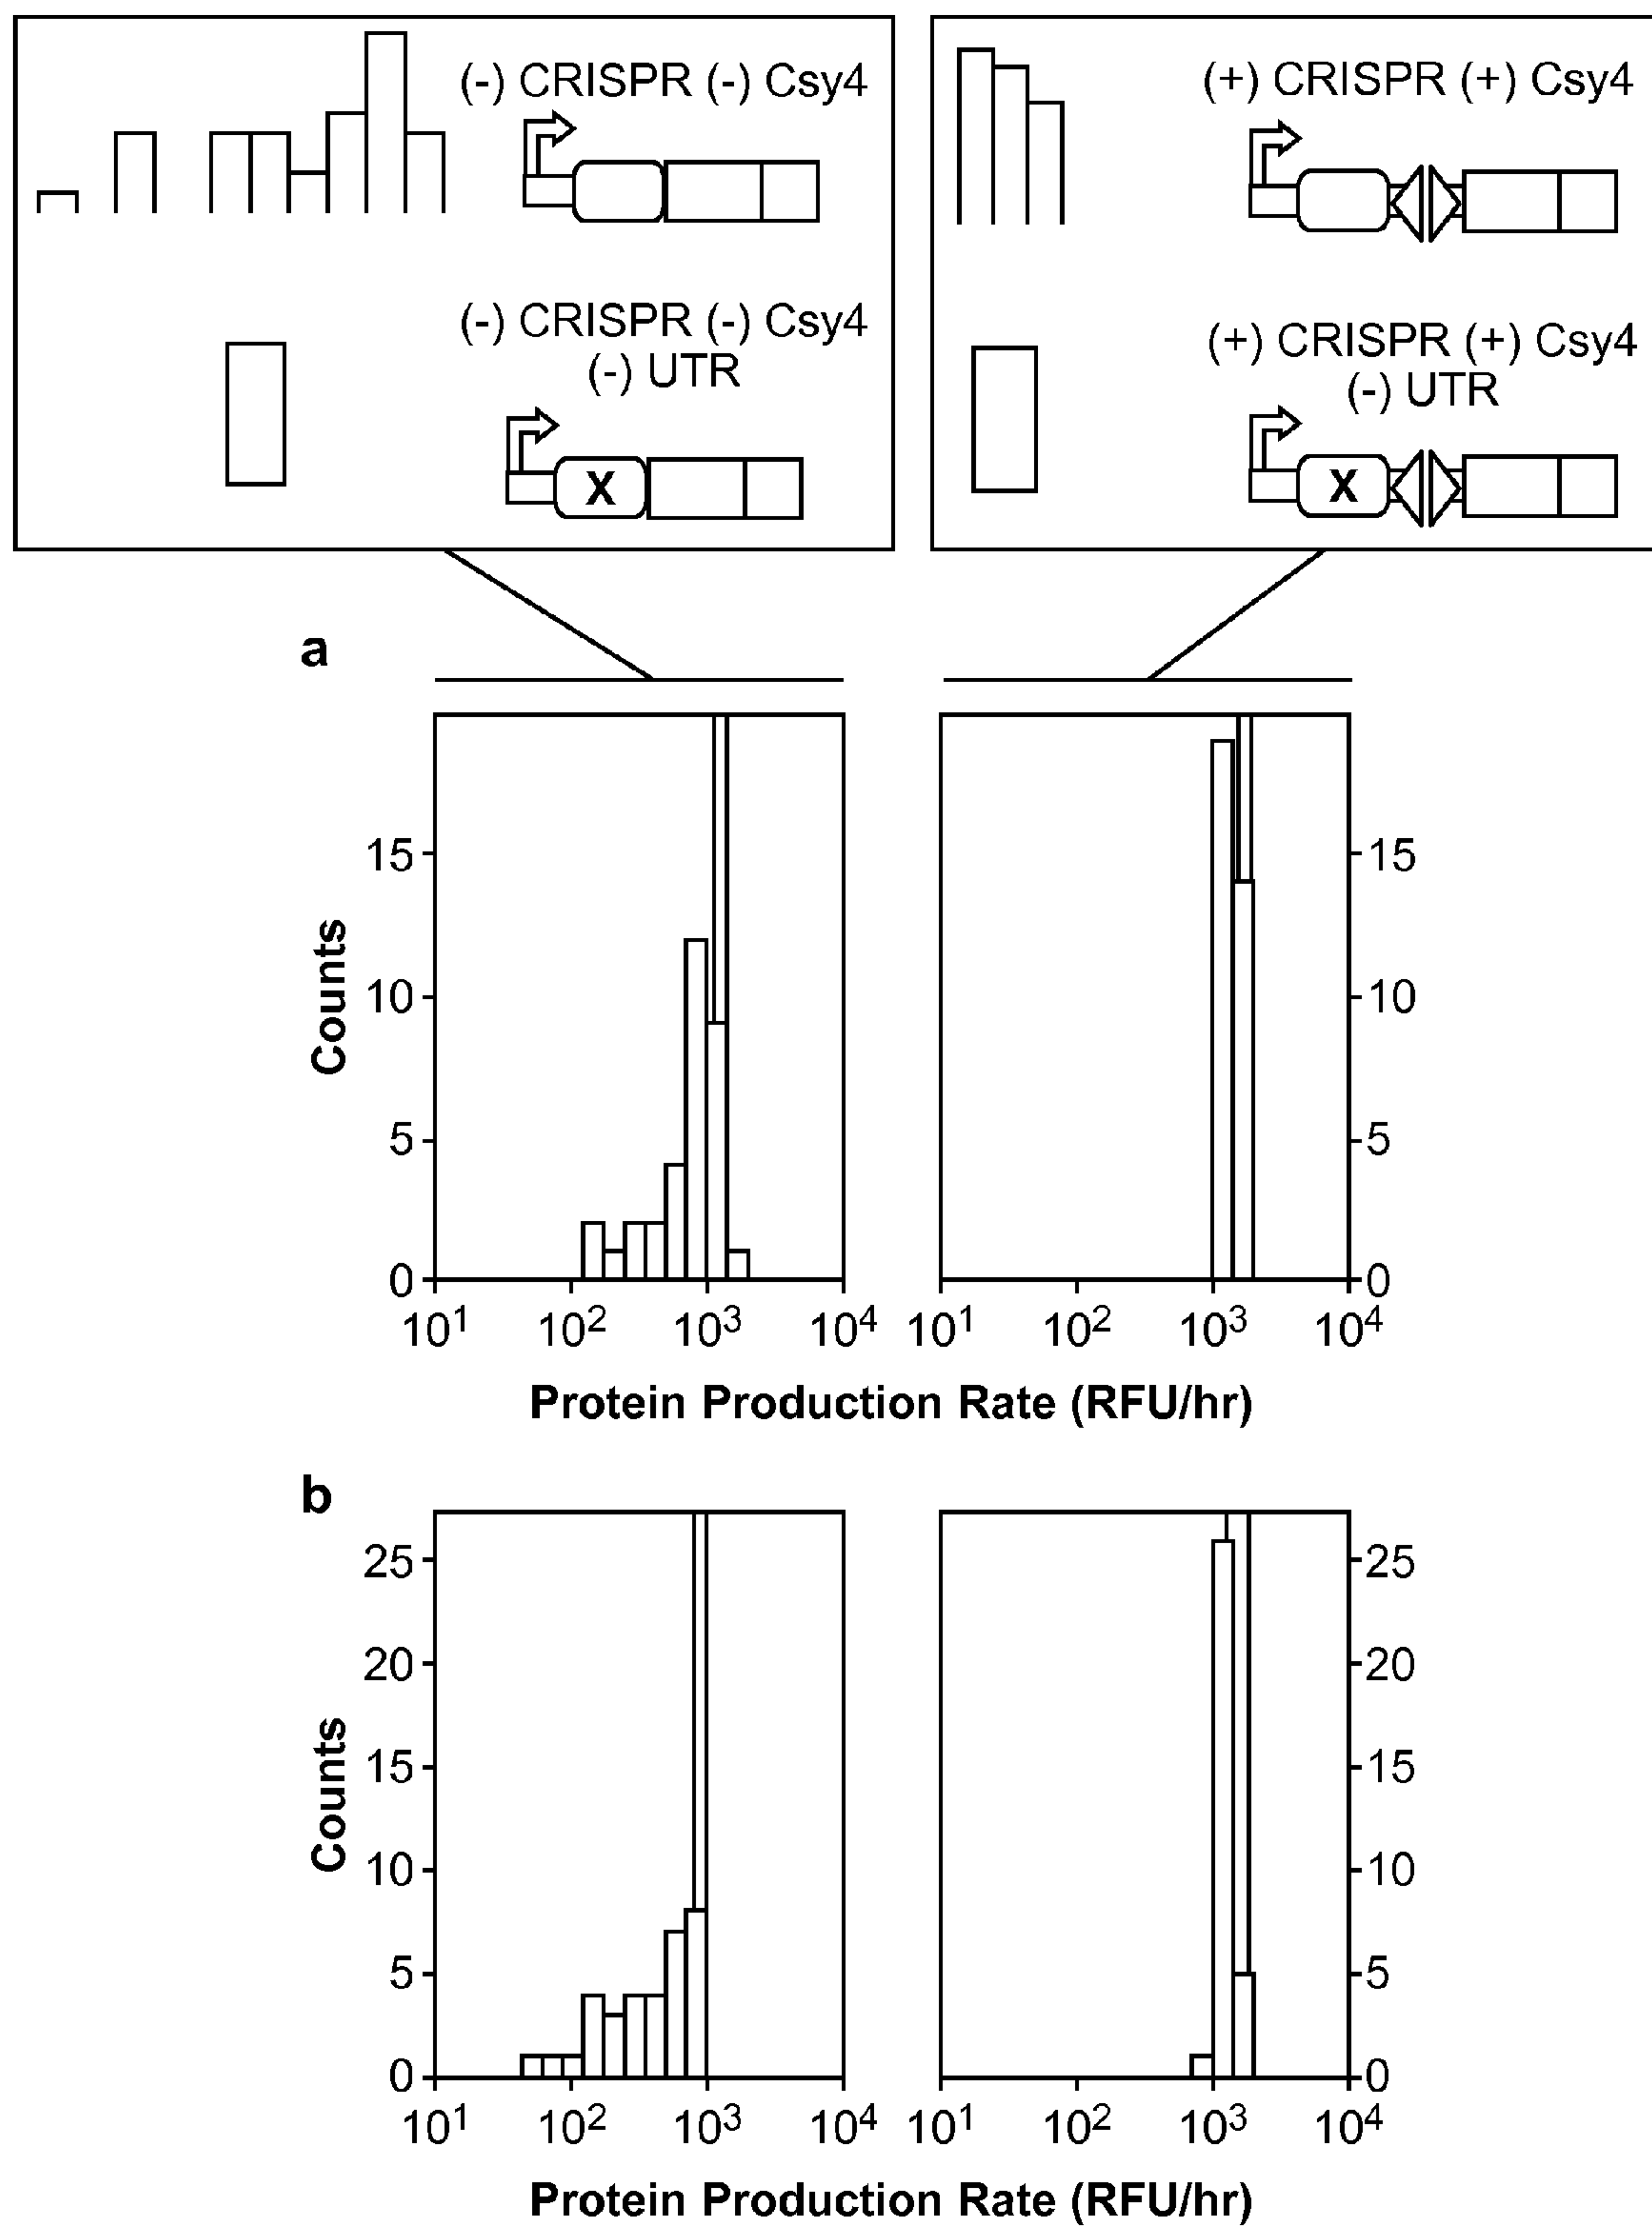 (-) CRISPR (-) Csy4
(+) CRISPR (+) Csy4
(-) CRISPR (-) Csy4
(-) UTR
X
(+) CRISPR (+) Csy4
(-) UTR
X
a
Counts
15
10
5
0
15
10
5
0
10¹ 10² 10³ 10⁴ 10¹ 10² 10³ 10⁴
Protein Production Rate (RFU/hr)
b
Counts
25
20
15
10
5
0
25
20
15
10
5
0
10¹ 10² 10³ 10⁴ 10¹ 10² 10³ 10⁴
Protein Production Rate (RFU/hr)